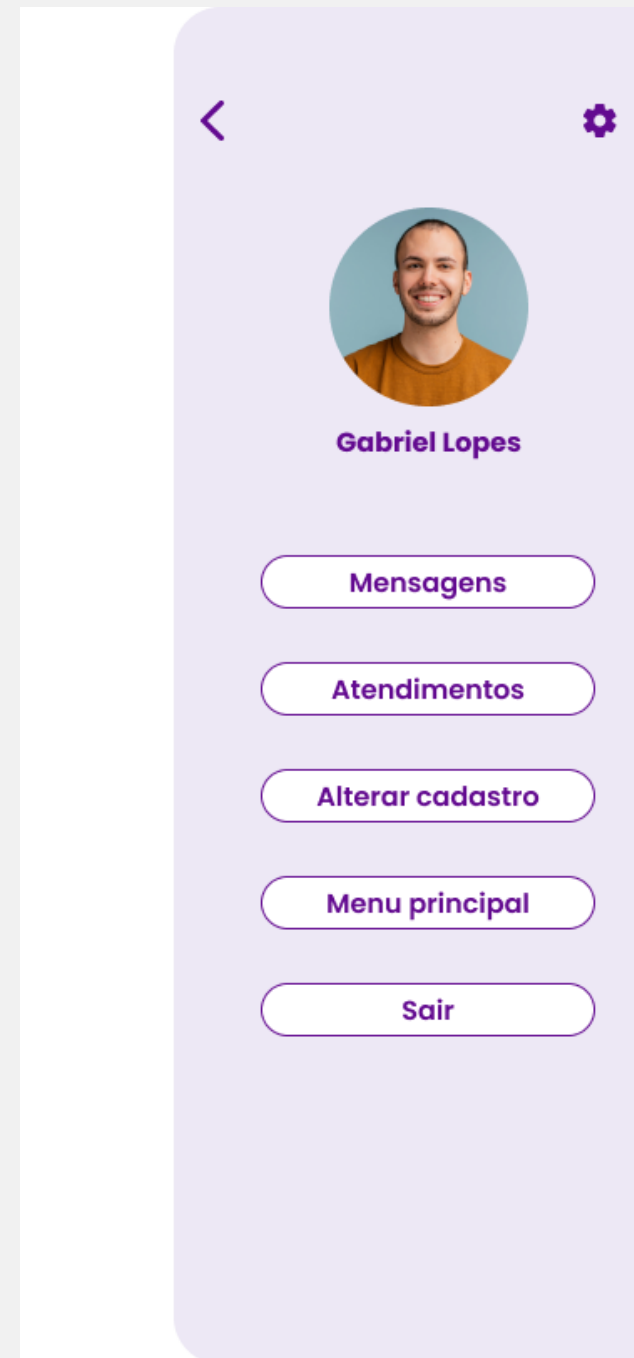 Gabriel Lopes
Mensagens
Atendimentos
Alterar cadastro
Menu principal
Sair